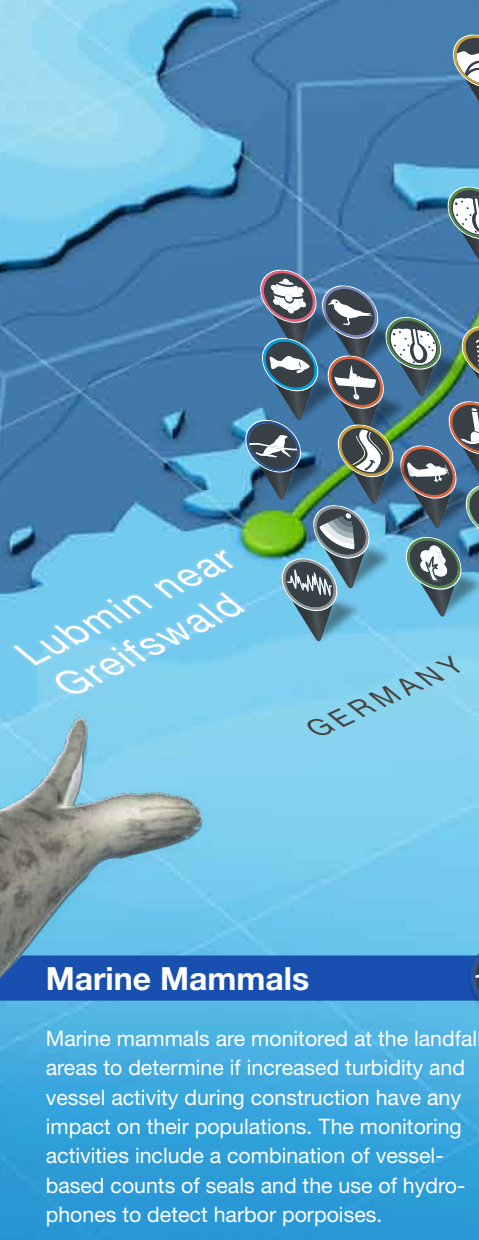 Lubmin near
Greifswald
GERMANY
Marine Mammals
Marine mammals are monitored at the landfall
areas to determine if increased turbidity and
vessel activity during construction have any
impact on their populations. The monitoring
activities include a combination of vessel-
based counts of seals and the use of hydro-
phones to detect harbor porpoises.